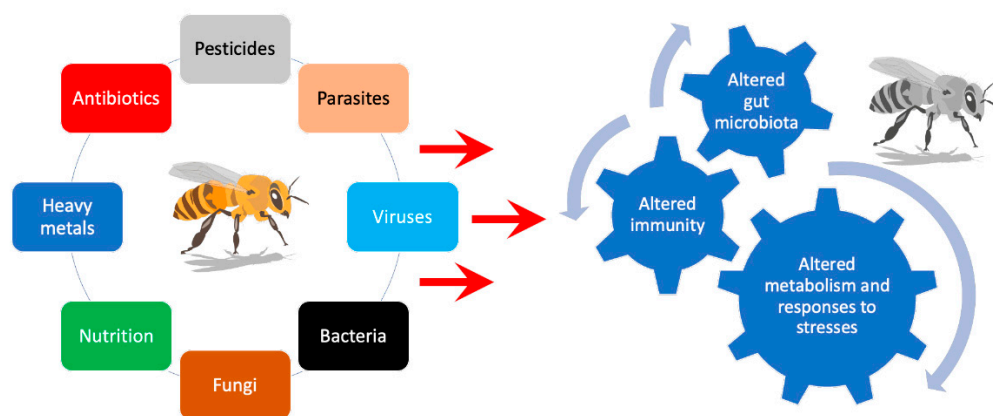 Pesticides
Antibiotics
Parasites
Heavy
metals
Viruses
Nutrition
Bacteria
Fungi
Altered
gut
microbiota
Altered
immunity
Altered
metabolism and
responses to
stresses